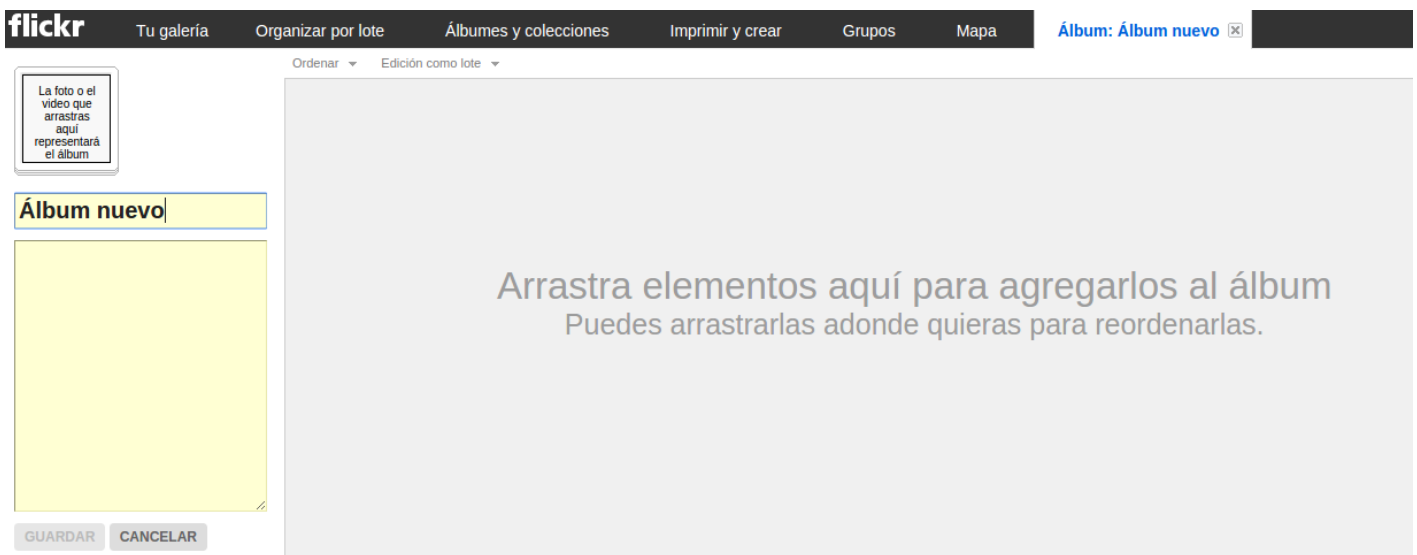 flickr Tu galería Organizar por lote Álbumes y colecciones Imprimir y crear Grupos Mapa Álbum: Álbum nuevo
Ordenar Edición como lote
La foto o el
video que
arrastras
aquí
representará
el álbum
Álbum nuevo
Arrastra elementos aquí para agregarlos al álbum
Puedes arrastrarlas adonde quieras para reordenarlas.
GUARDAR CANCELAR